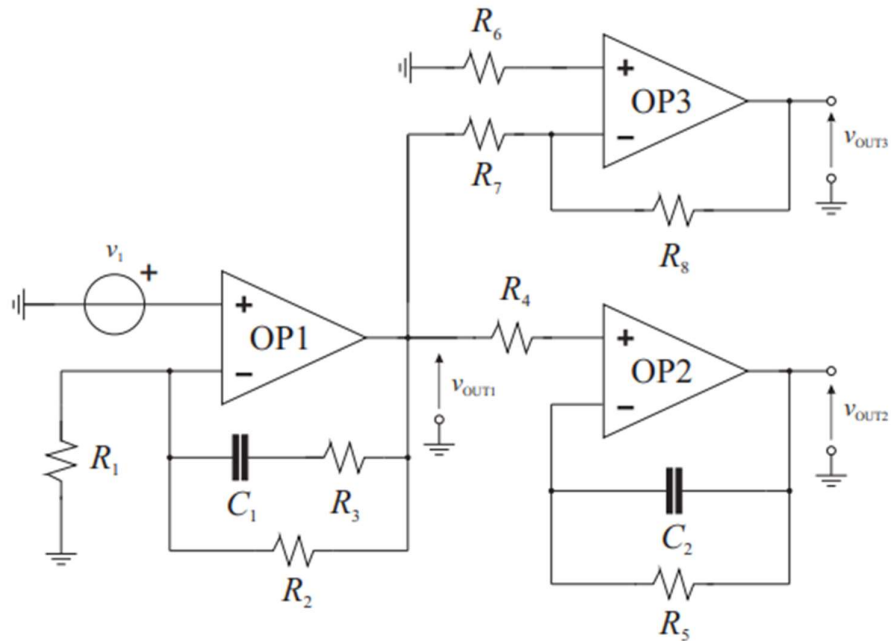 R6
+
OP3
−
vOUT3
R7
R8
v1
+
+
OP1
−
R4
+
OP2
−
vOUT1
vOUT2
R1
C1
R3
R2
C2
R5